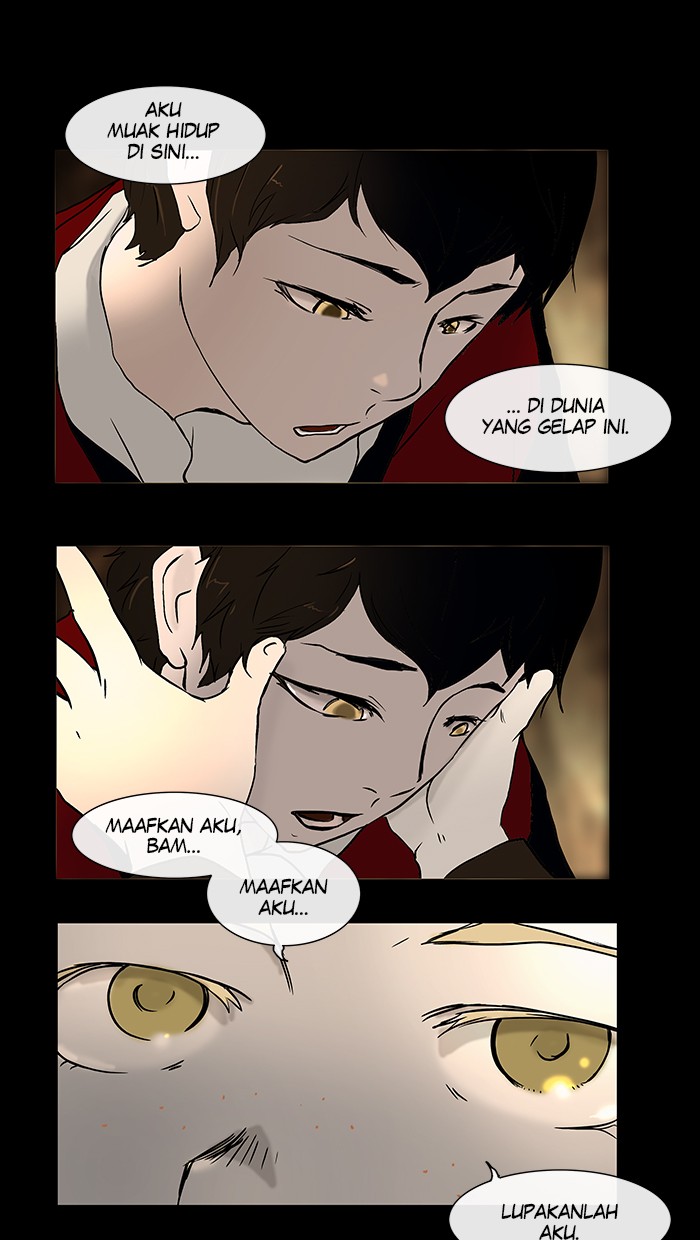 AKU
MUAK HIDUP
DI SINI...
... DI DUNIA
YANG GELAP INI.
MAAFKAN AKU,
BAM...
MAAFKAN
AKU...
LUPAKANLAH
AKU.